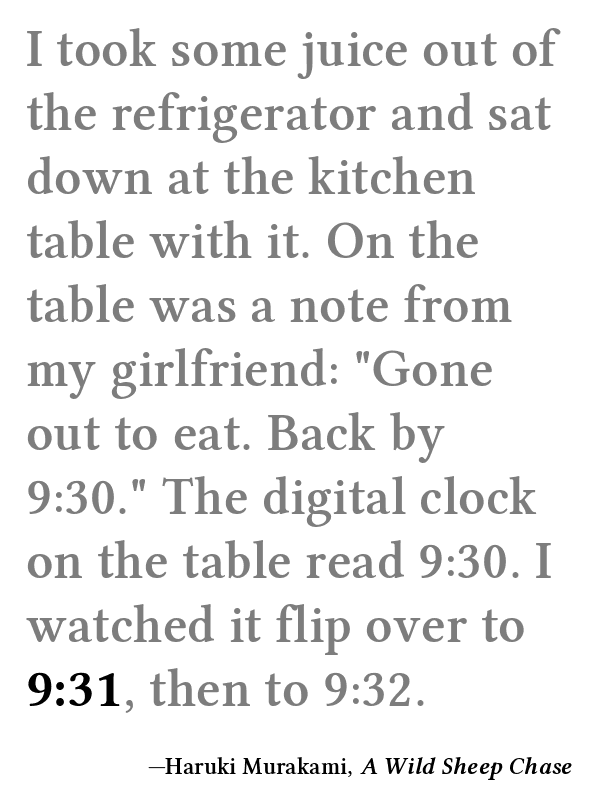 I took some juice out of
the refrigerator and sat
down at the kitchen
table with it. On the
table was a note from
my girlfriend: "Gone
out to eat. Back by
9:30." The digital clock
on the table read 9:30. I
watched it flip over to
9:31, then to 9:32.
—Haruki Murakami, A Wild Sheep Chase